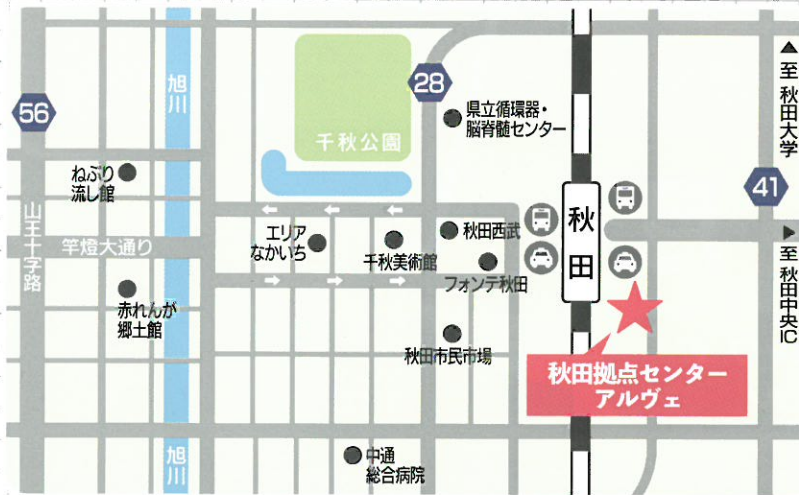 旭川
56
28
県立循環器・
脳脊髄センター
千秋公園
▲至 秋田大学
ねぶり
流し館
41
山王十字路
竿燈大通り
エリア
なかいち
千秋美術館
秋田西武
フォンテ秋田
秋田
▶至 秋田中央IC
赤れんが
郷土館
秋田市民市場
秋田拠点センター
アルヴェ
旭川
中通
総合病院